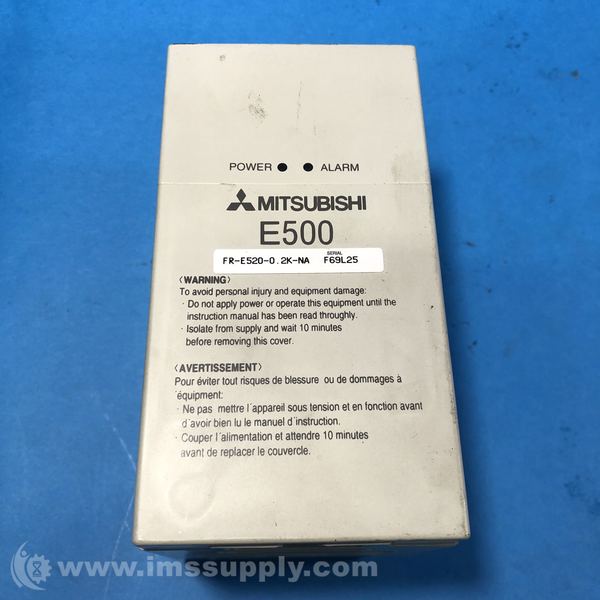 POWER ALARM
MITSUBISHI
E500
SERIAL
FR-E520-0.2K-NA F69L25
〈WARNING〉
To avoid personal injury and equipment damage:
· Do not apply power or operate this equipment until the
instruction manual has been read throughly.
· Isolate from supply and wait 10 minutes
before removing this cover.
〈AVERTISSEMENT〉
Pour éviter tout risques de blessure ou de dommages à
équipment:
· Ne pas mettre l'appareil sous tension et en fonction avant
d'avoir bien lu le manuel d'instruction.
· Couper l'alimentation et attendre 10 minutes
avant de replacer le couvercle.
www.imssupply.com